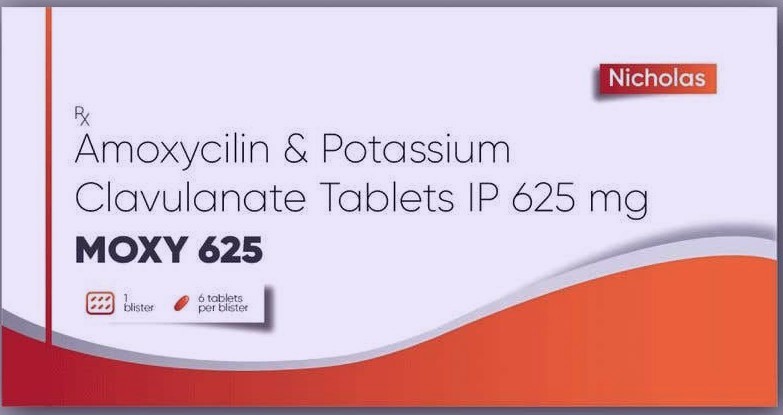 Nicholas
Rx
Amoxycilin & Potassium
Clavulanate Tablets IP 625 mg
MOXY 625
1
blister
6 tablets
per blister